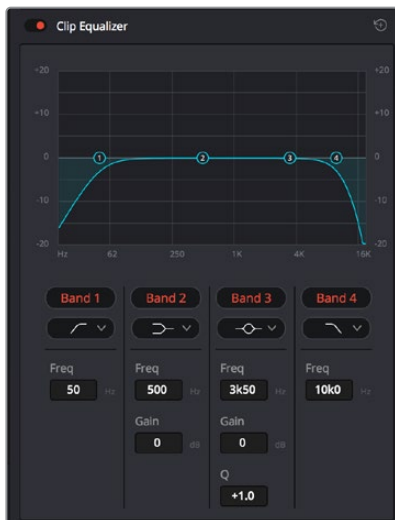 Clip Equalizer
+20 +20
+10 +10
0 1 2 3 4 0
-10 -10
-20 -20
Hz 62 250 1K 4K 16K
Band 1 Band 2 Band 3 Band 4
Freq Freq Freq Freq
50 Hz 500 Hz 3k50 Hz 10k0 Hz
Gain Gain
0 dB 0 dB
Q
+1.0